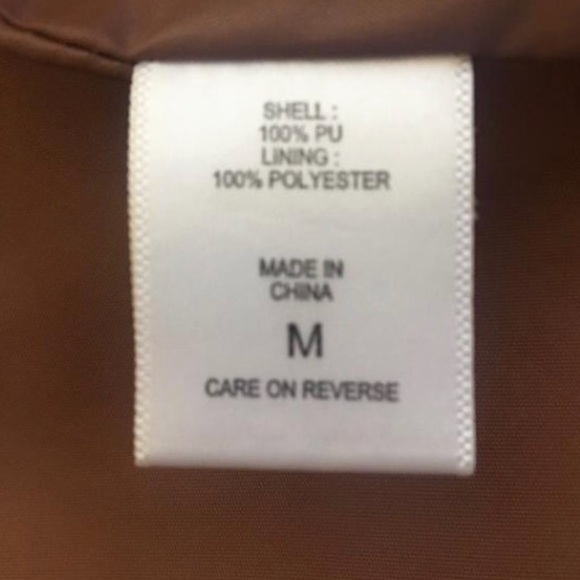 SHELL :
100% PU
LINING :
100% POLYESTER
MADE IN
CHINA
M
CARE ON REVERSE